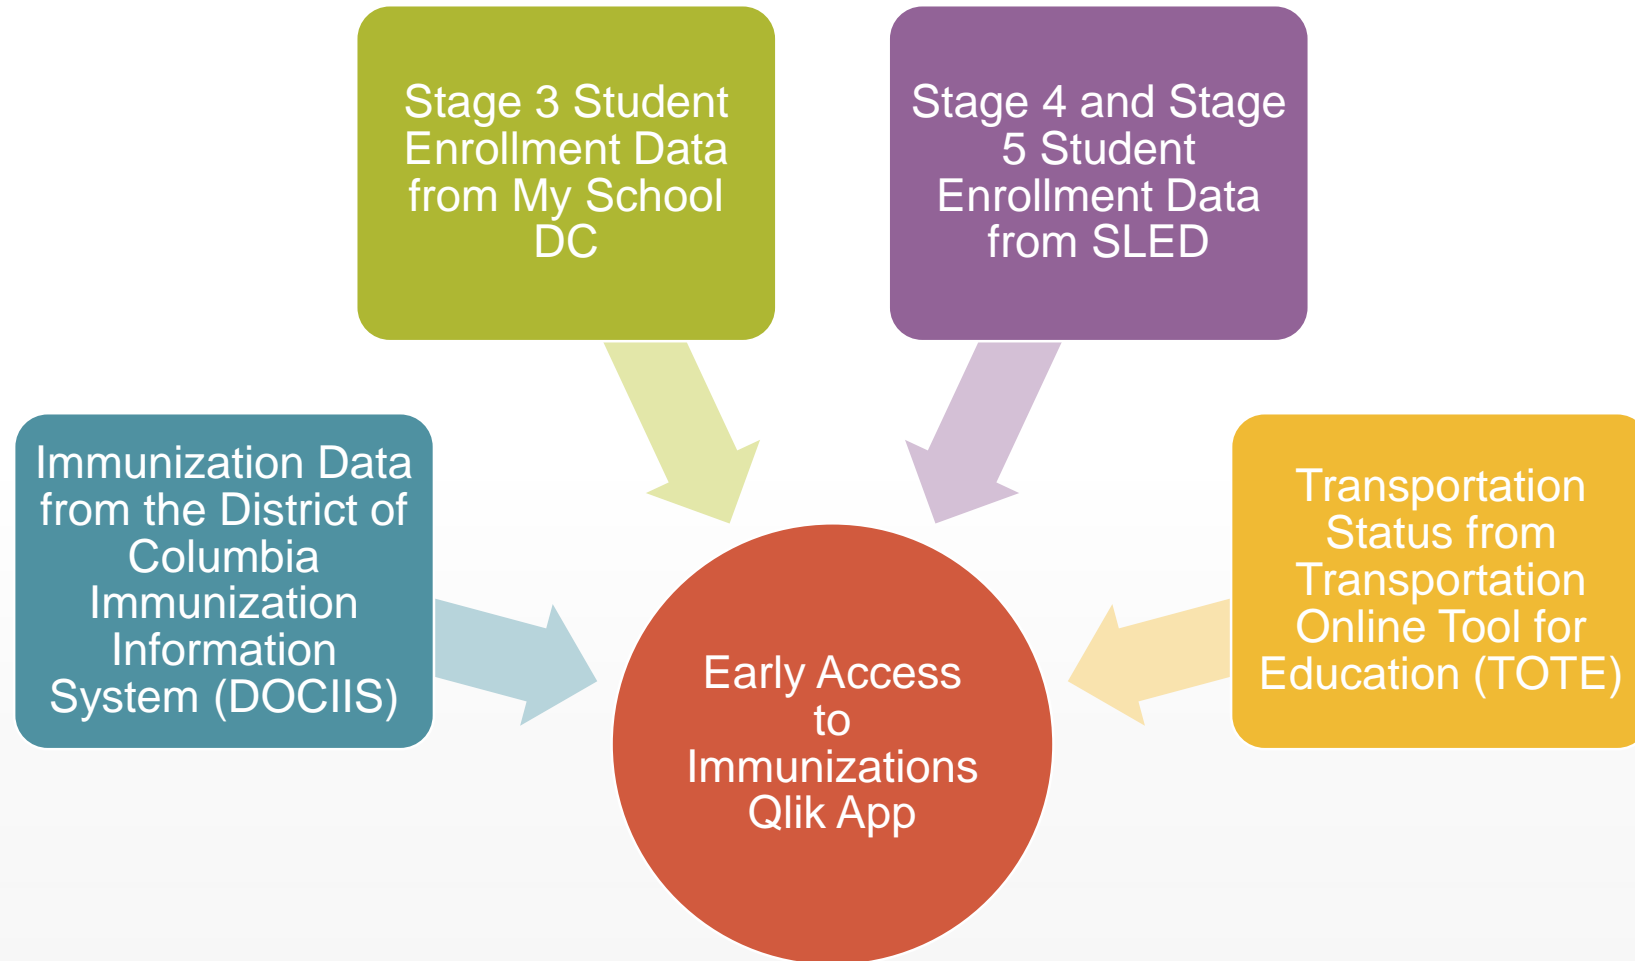 Stage 3 Student
Enrollment Data
from My School
DC
Stage 4 and Stage
5 Student
Enrollment Data
from SLED
Immunization Data
from the District of
Columbia
Immunization
Information
System (DOCIIS)
Transportation
Status from
Transportation
Online Tool for
Education (TOTE)
Early Access
to
Immunizations
Qlik App